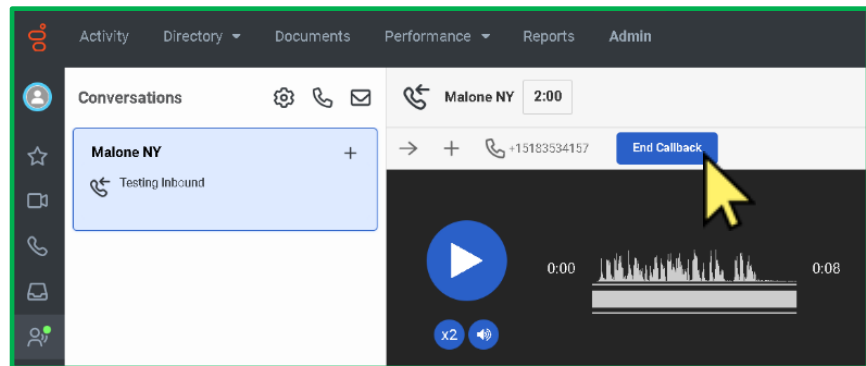 Activity Directory Documents Performance Reports Admin
Conversations
Malone NY 2:00
Malone NY
Testing Inbound
+15183534157 End Callback
0:00 0:08
x2